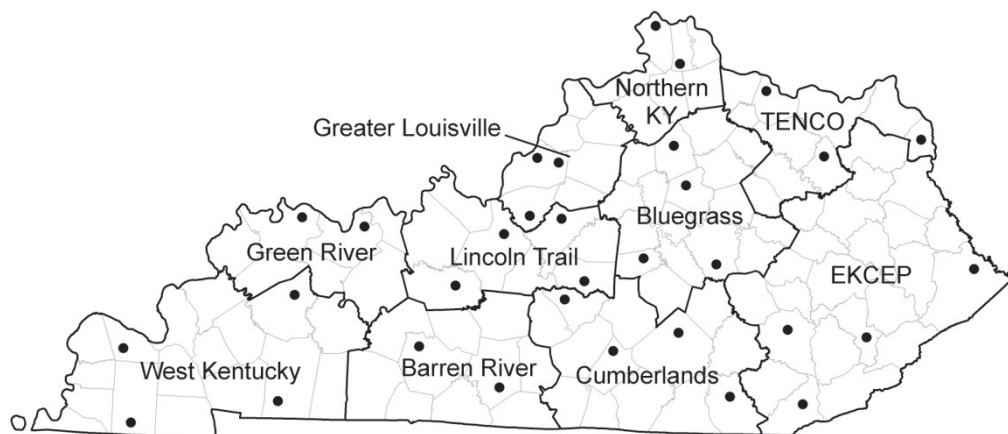 Northern
KY
TENCO
Greater Louisville
Bluegrass
Green River
Lincoln Trail
EKCEP
West Kentucky
Barren River
Cumberlands